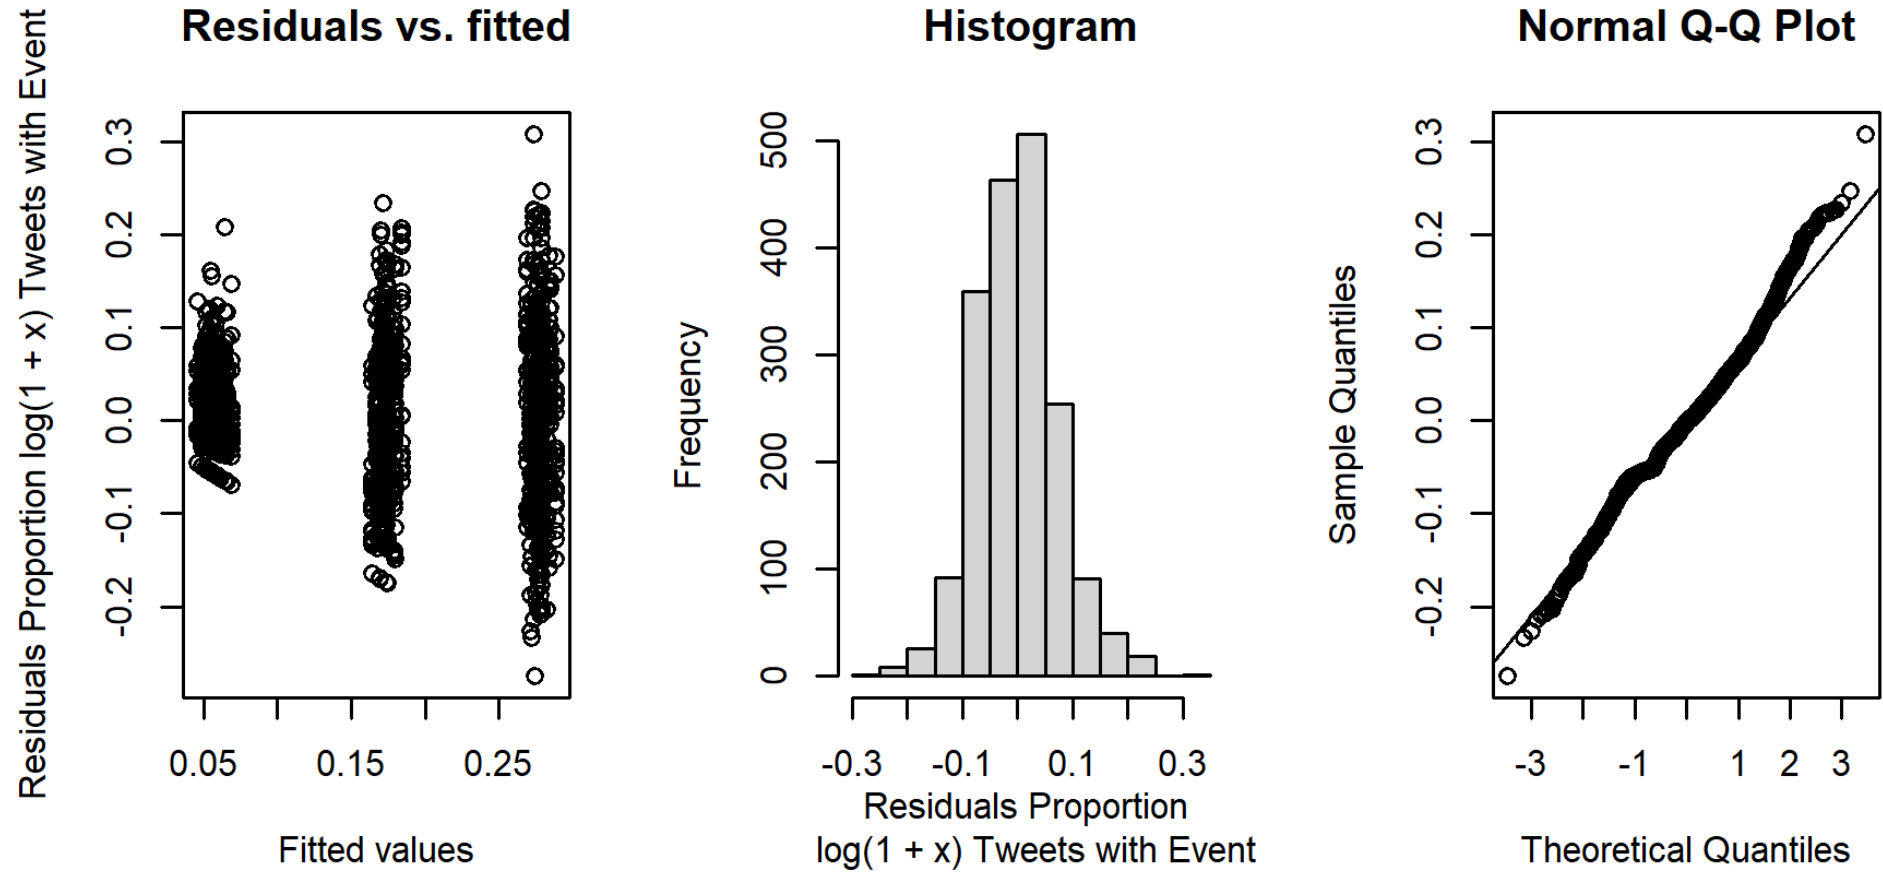 Residuals vs. fitted
Residuals Proportion log(1 + x) Tweets with Event
0.3
0.2
0.1
0.0
-0.1
-0.2
0.05 0.15 0.25
Fitted values
Histogram
Frequency
500
400
300
200
100
0
-0.3 -0.1 0.1 0.3
Residuals Proportion
log(1 + x) Tweets with Event
Normal Q-Q Plot
Sample Quantiles
0.3
0.2
0.1
0.0
-0.1
-0.2
-3 -1 1 2 3
Theoretical Quantiles